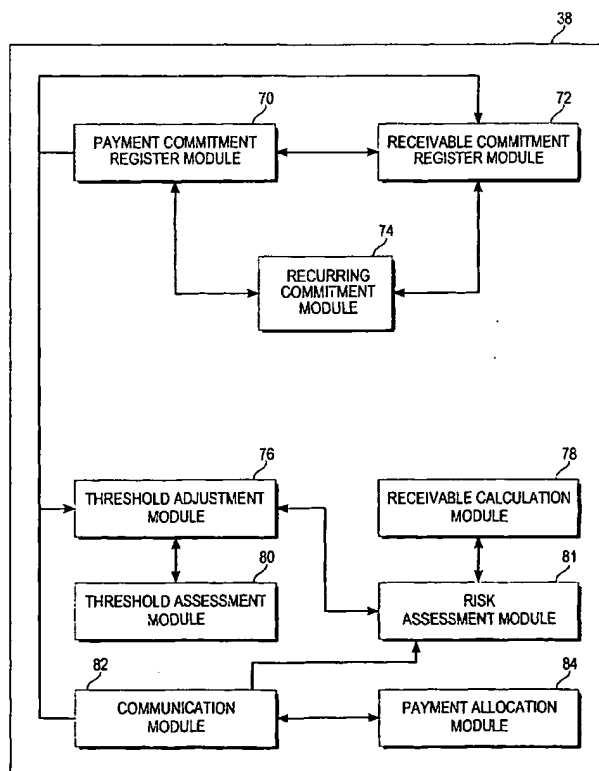 38
70
72
PAYMENT COMMITMENT
REGISTER MODULE
RECEIVABLE COMMITMENT
REGISTER MODULE
74
RECURRING
COMMITMENT
MODULE
76
78
THRESHOLD ADJUSTMENT
MODULE
RECEIVABLE CALCULATION
MODULE
80
81
THRESHOLD ASSESSMENT
MODULE
RISK
ASSESSMENT MODULE
82
84
COMMUNICATION
MODULE
PAYMENT ALLOCATION
MODULE